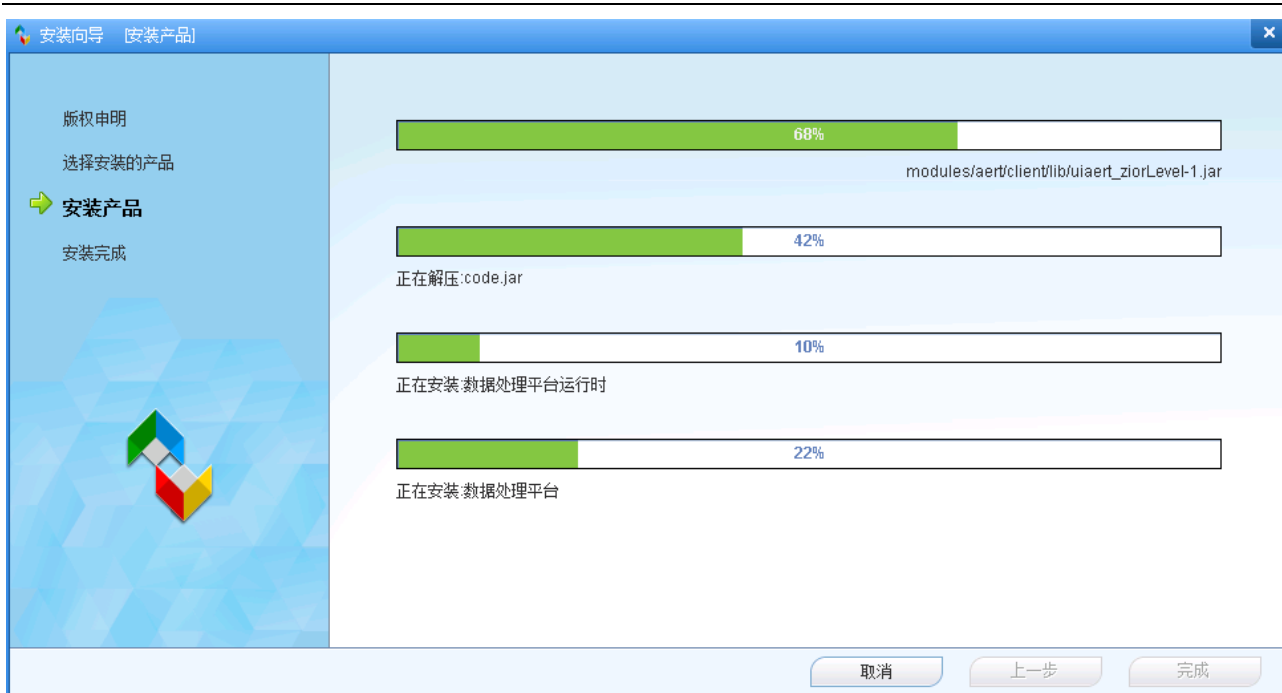 安装向导 [安装产品]
版权申明
选择安装的产品
安装产品
安装完成
68%
modules/aert/client/lib/uiaert_ziorLevel-1.jar
42%
正在解压:code.jar
10%
正在安装:数据处理平台运行时
22%
正在安装:数据处理平台
取消
上一步
完成